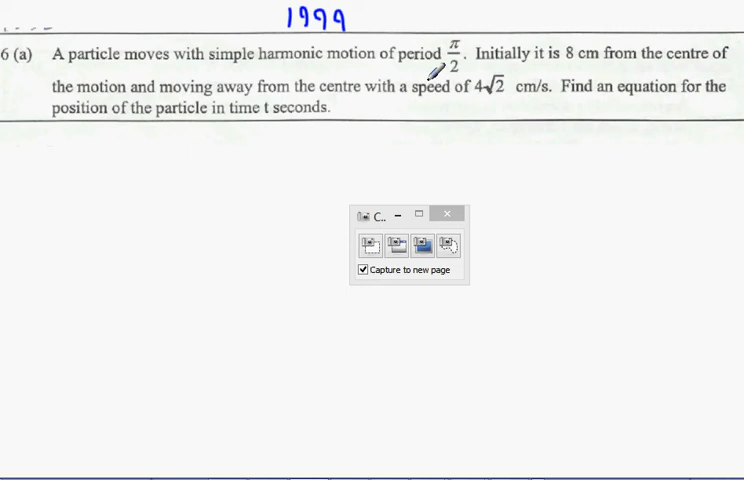 1999
6 (a) A particle moves with simple harmonic motion of period π/2. Initially it is 8 cm from the centre of
the motion and moving away from the centre with a speed of 4√2 cm/s. Find an equation for the
position of the particle in time t seconds.
C..
Capture to new page